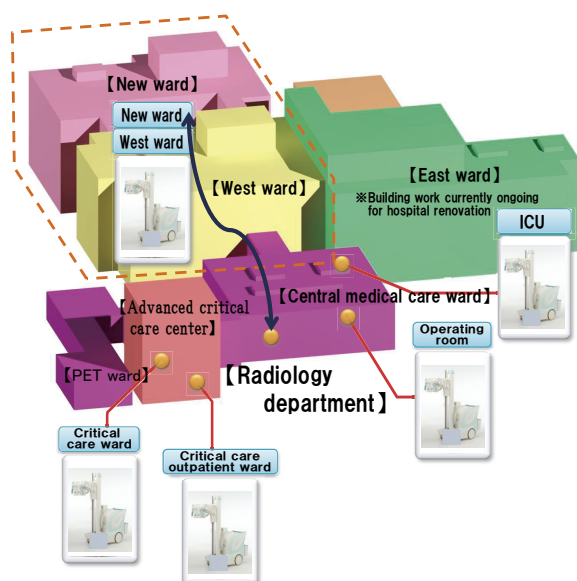 【New ward】
New ward
West ward
【West ward】
【East ward】
※Building work currently ongoing
for hospital renovation
ICU
【Central medical care ward】
【Advanced critical
care center】
Operating
room
【PET ward】
【Radiology
department】
Critical
care ward
Critical care
outpatient ward